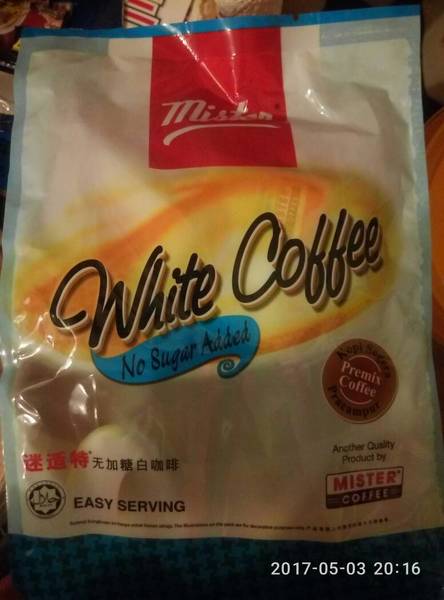 Mister
White Coffee
No Sugar Added
Premix
Coffee
Pracampur
Another Quality
Product by
MISTER
COFFEE
迷适特 无加糖白咖啡
EASY SERVING
2017-05-03 20:16